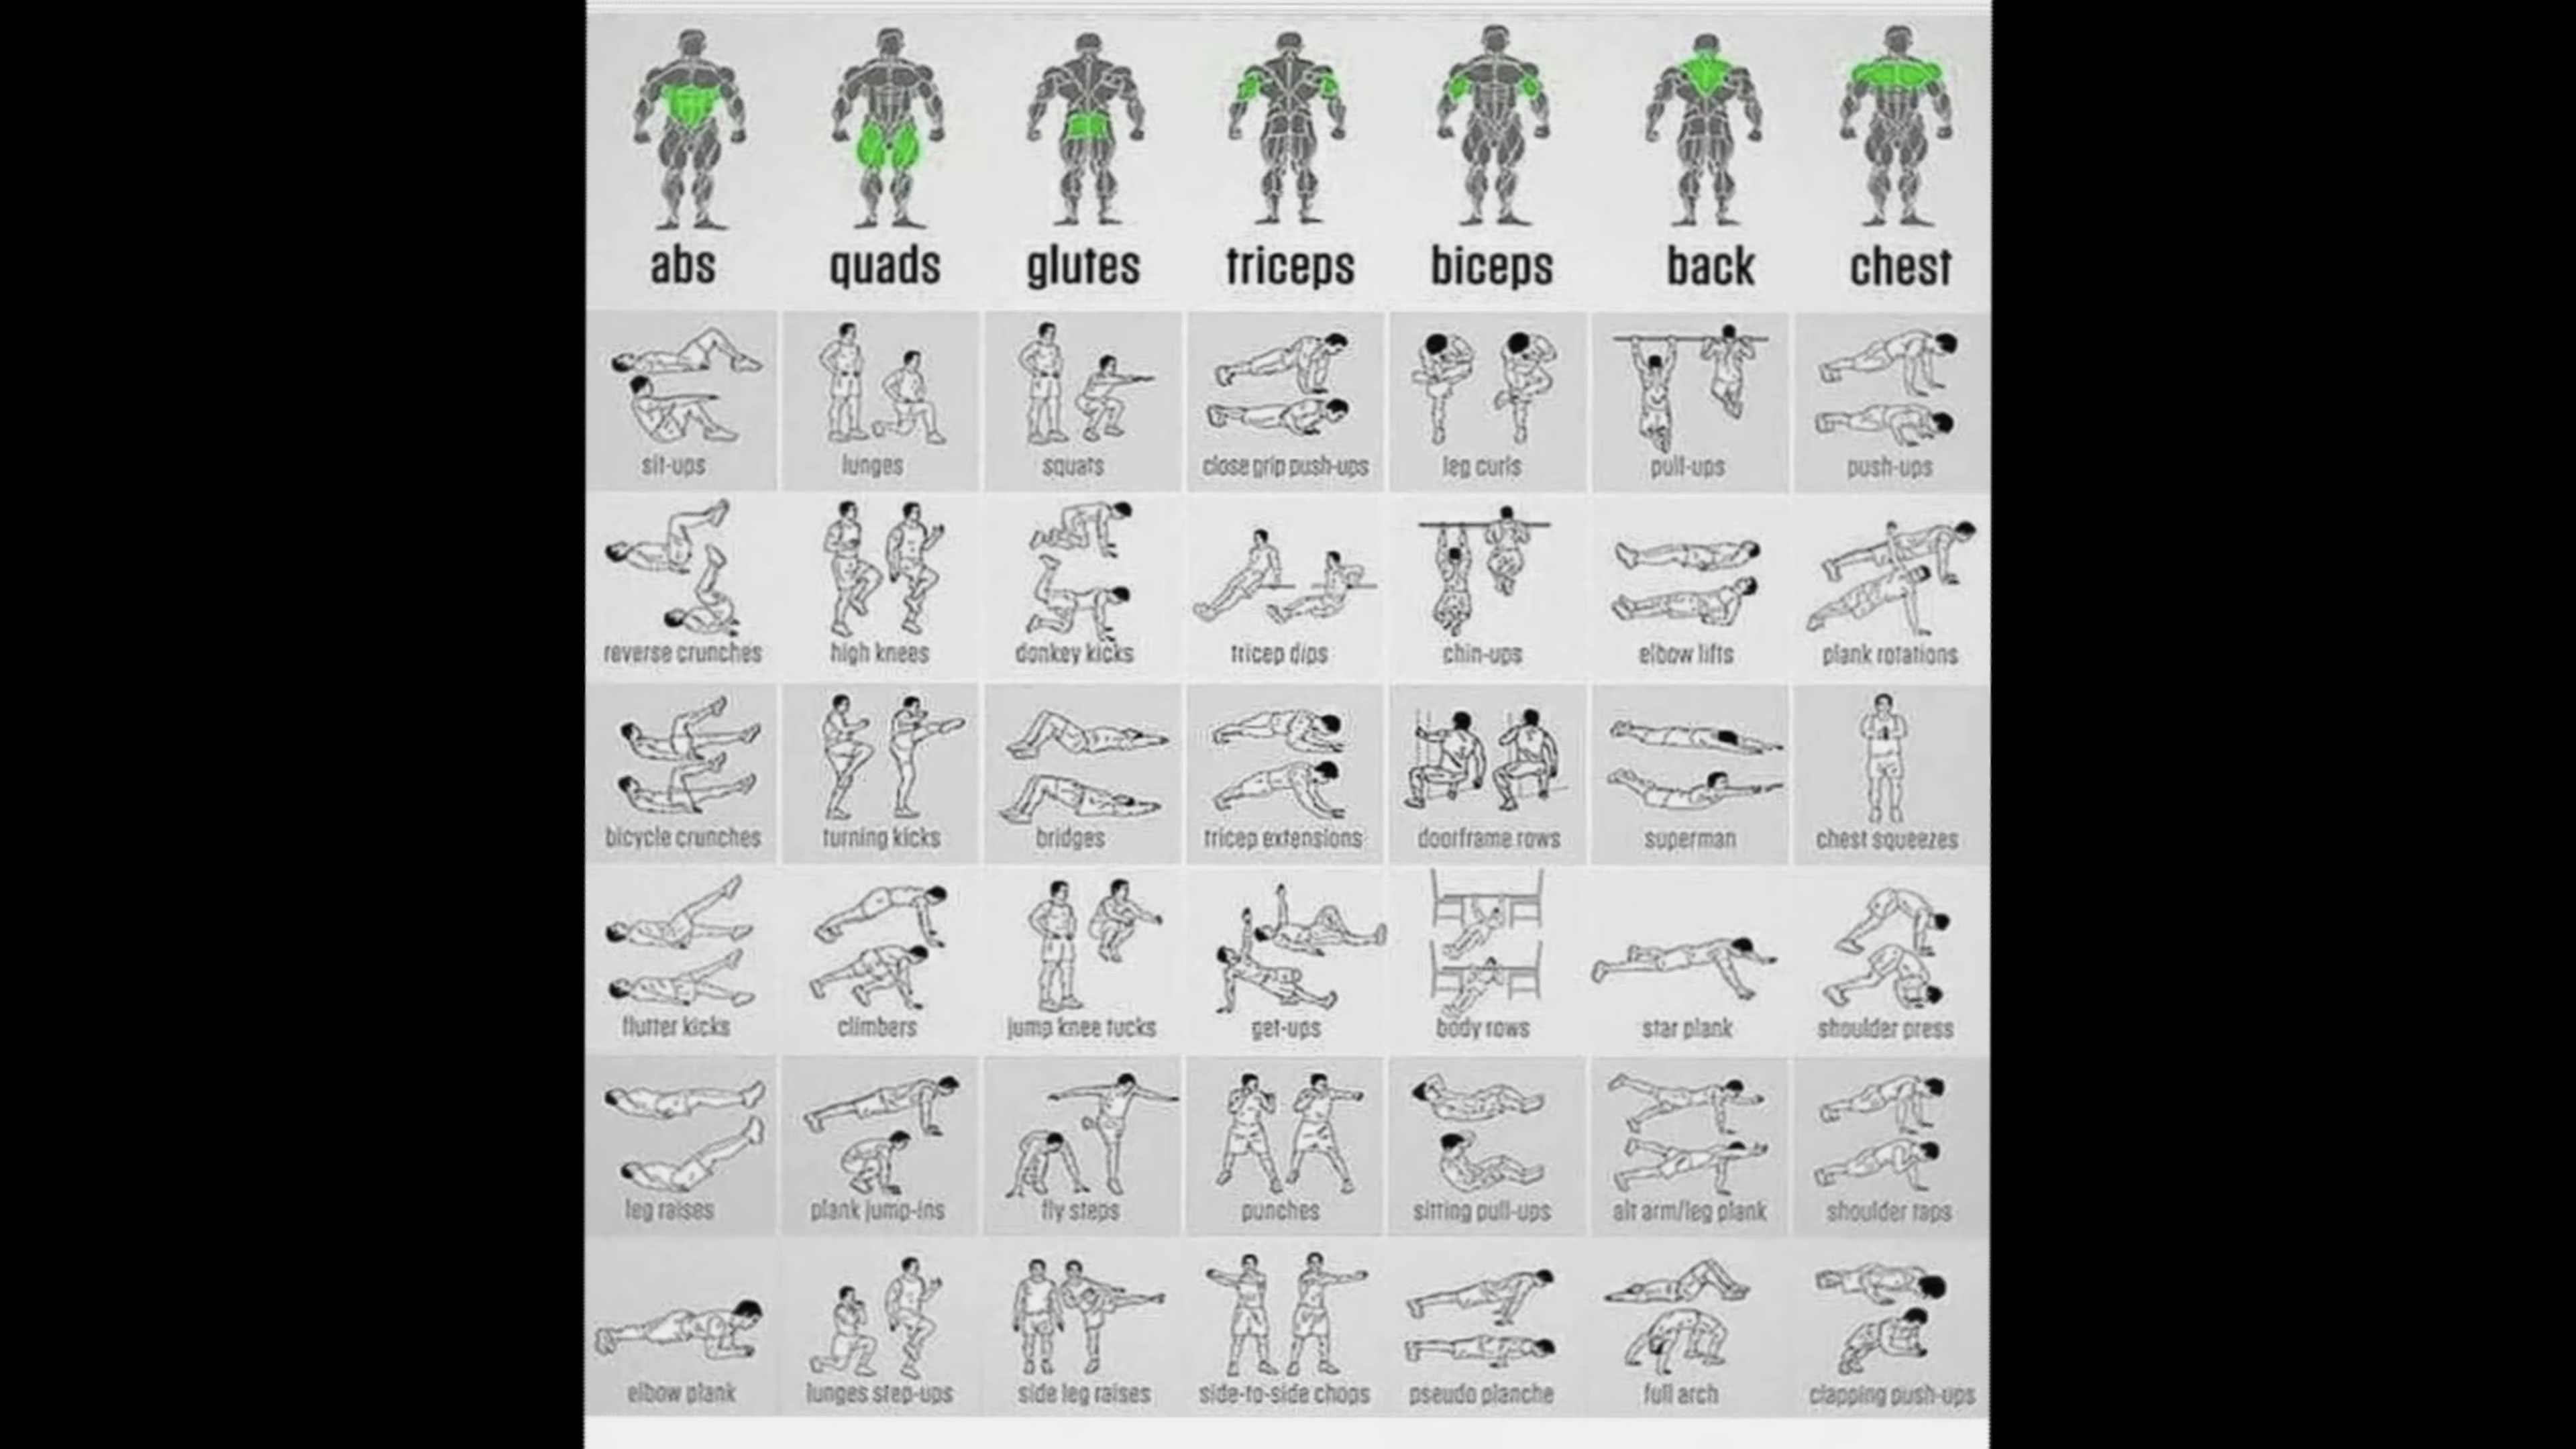 abs quads glutes triceps biceps back chest
sit-ups lunges squats close grip push-ups leg curls pull-ups push-ups
reverse crunches high knees donkey kicks tricep dips chin-ups elbow lifts plank rotations
bicycle crunches turning kicks bridges tricep extensions doorframe rows superman chest squeezes
flutter kicks climbers jump knee tucks get-ups body rows star plank shoulder press
leg raises plank jump-ins fly steps punches sitting pull-ups alt arm/leg plank shoulder taps
elbow plank lunges step-ups side leg raises side-to-side chops pseudo planche full arch clapping push-ups